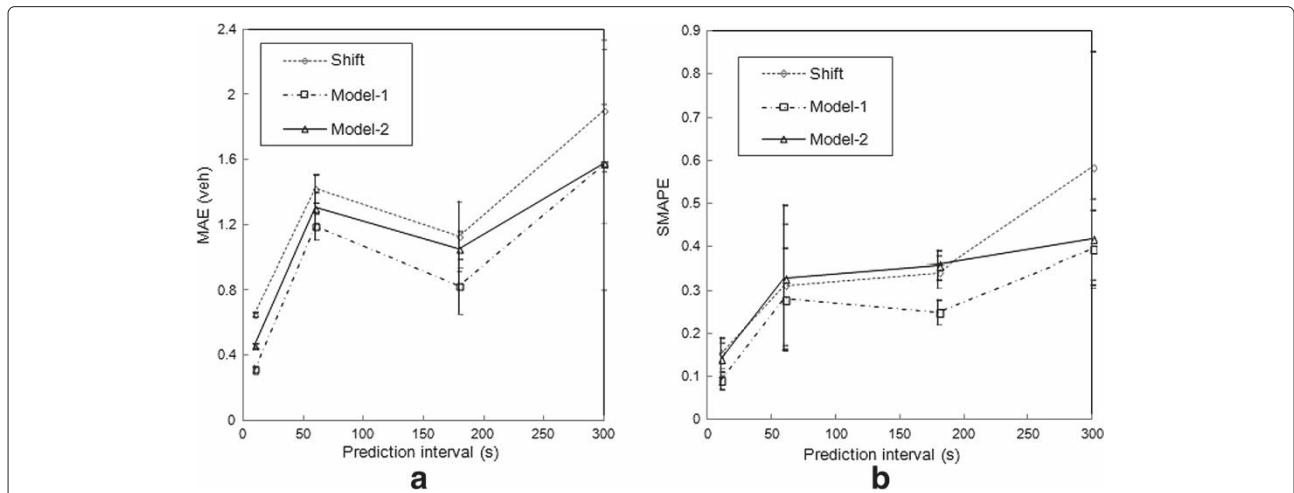 2.4
2
1.6
1.2
0.8
0.4
0
MAE (veh)
Shift
Model-1
Model-2
0 50 100 150 200 250 300
Prediction interval (s)
a
0.9
0.8
0.7
0.6
0.5
0.4
0.3
0.2
0.1
0
SMAPE
Shift
Model-1
Model-2
0 50 100 150 200 250 300
Prediction interval (s)
b